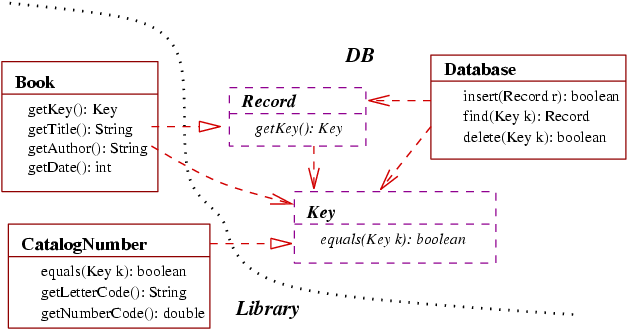 DB
Book
getKey(): Key
getTitle(): String
getAuthor(): String
getDate(): int
Record
getKey(): Key
Database
insert(Record r): boolean
find(Key k): Record
delete(Key k): boolean
Key
equals(Key k): boolean
CatalogNumber
equals(Key k): boolean
getLetterCode(): String
getNumberCode(): double
Library